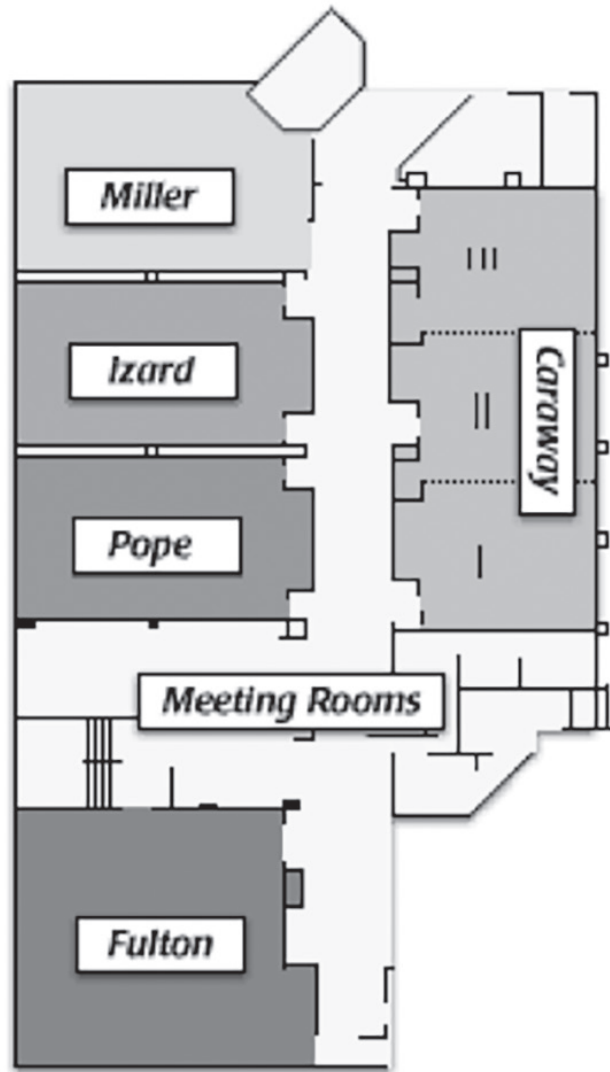 Miller
III
Izard
Caraway
II
Pope
I
Meeting Rooms
Fulton